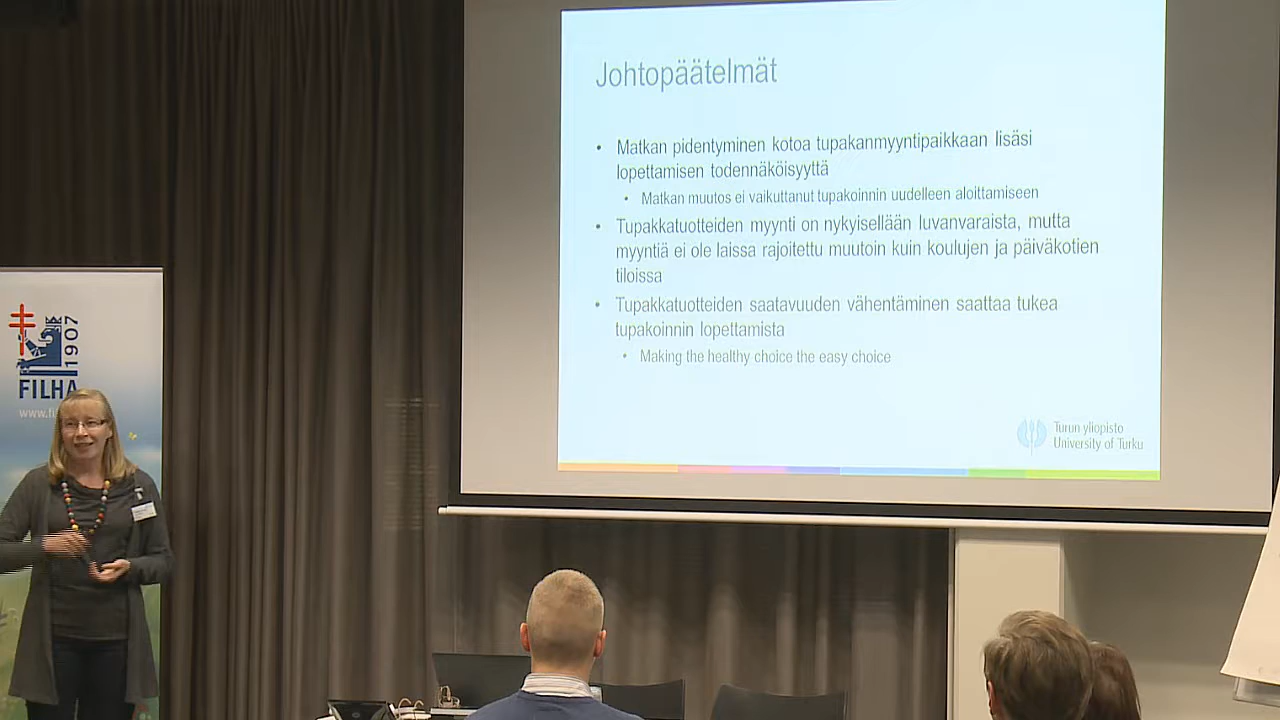 Johtopäätelmät
• Matkan pidentyminen kotoa tupakanmyyntipaikkaan lisäsi
lopettamisen todennäköisyyttä
• Matkan muutos ei vaikuttanut tupakoinnin uudelleen aloittamiseen
• Tupakkatuotteiden myynti on nykyisellään luvanvaraista, mutta
myyntiä ei ole laissa rajoitettu muutoin kuin koulujen ja päiväkotien
tiloissa
• Tupakkatuotteiden saatavuuden vähentäminen saattaa tukea
tupakoinnin lopettamista
• Making the healthy choice the easy choice
Turun yliopisto
University of Turku
1907
FILHA
www.fi